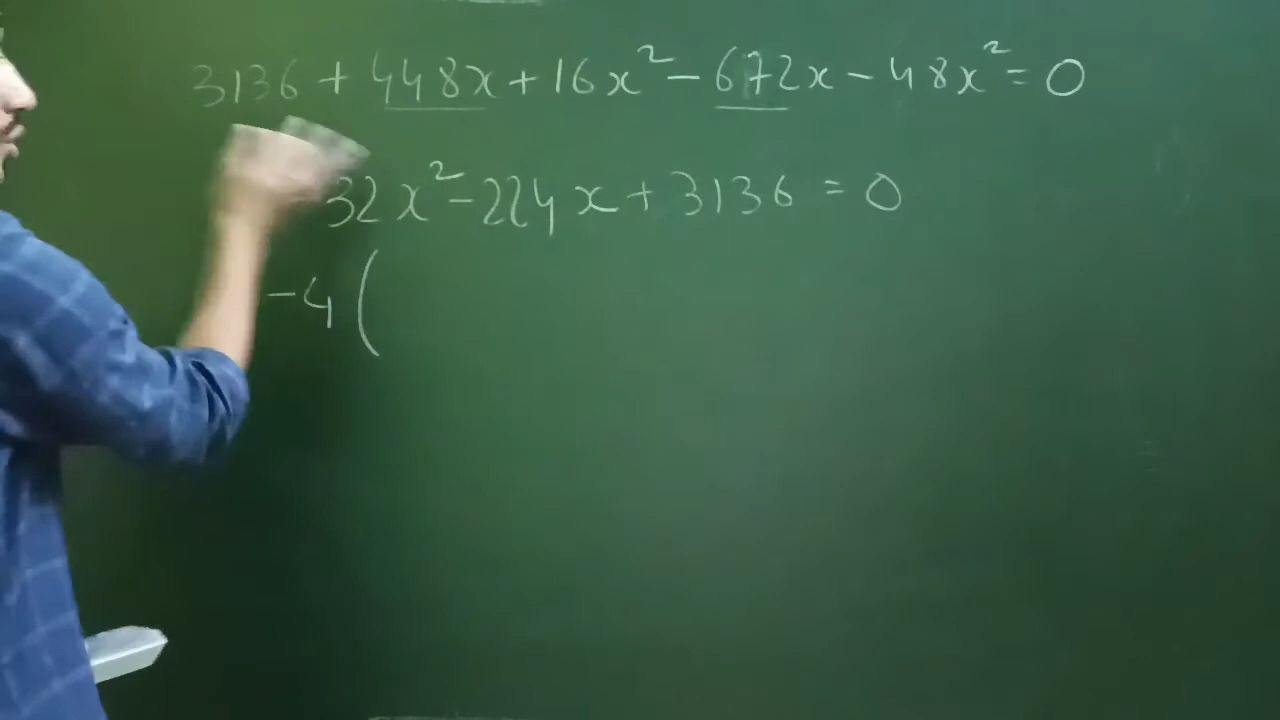 3136 + 448x + 16x² - 672x - 48x² = 0
32x² - 224x + 3136 = 0
-4 (